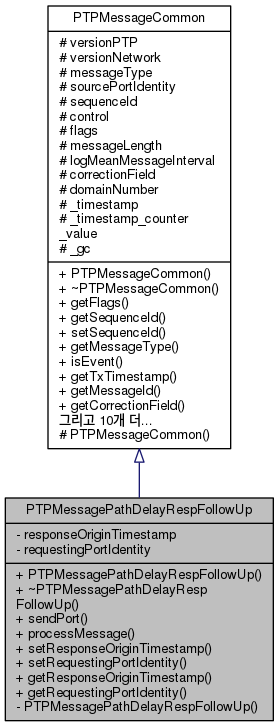 PTPMessageCommon
# versionPTP
# versionNetwork
# messageType
# sourcePortIdentity
# sequenceId
# control
# flags
# messageLength
# logMeanMessageInterval
# correctionField
# domainNumber
# _timestamp
# _timestamp_counter
_value
# _gc
+ PTPMessageCommon()
+ ~PTPMessageCommon()
+ getFlags()
+ getSequenceId()
+ setSequenceId()
+ getMessageType()
+ isEvent()
+ getTxTimestamp()
+ getMessageId()
+ getCorrectionField()
그리고 10개 더...
# PTPMessageCommon()
PTPMessagePathDelayRespFollowUp
- responseOriginTimestamp
- requestingPortIdentity
+ PTPMessagePathDelayRespFollowUp()
+ ~PTPMessagePathDelayResp
FollowUp()
+ sendPort()
+ processMessage()
+ setResponseOriginTimestamp()
+ setRequestingPortIdentity()
+ getResponseOriginTimestamp()
+ getRequestingPortIdentity()
- PTPMessagePathDelayRespFollowUp()